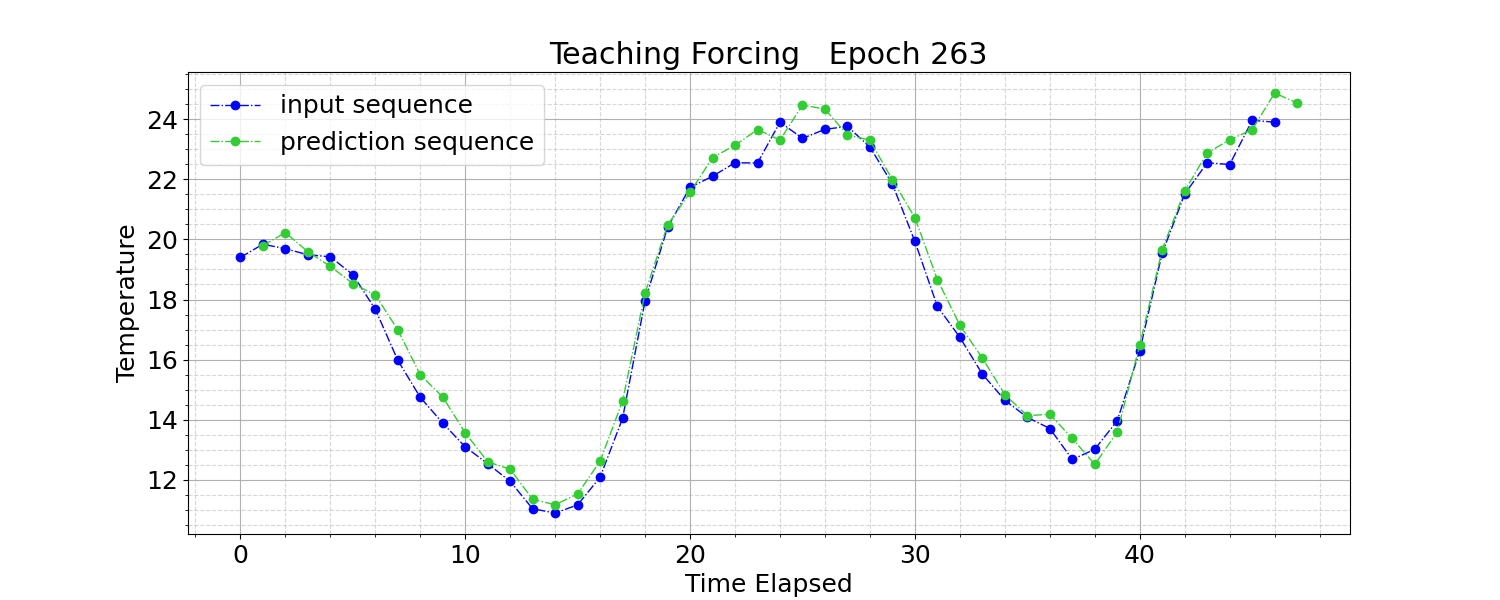 Teaching Forcing   Epoch 263
input sequence
prediction sequence
24
22
20
18
16
14
12
Temperature
0 10 20 30 40
Time Elapsed